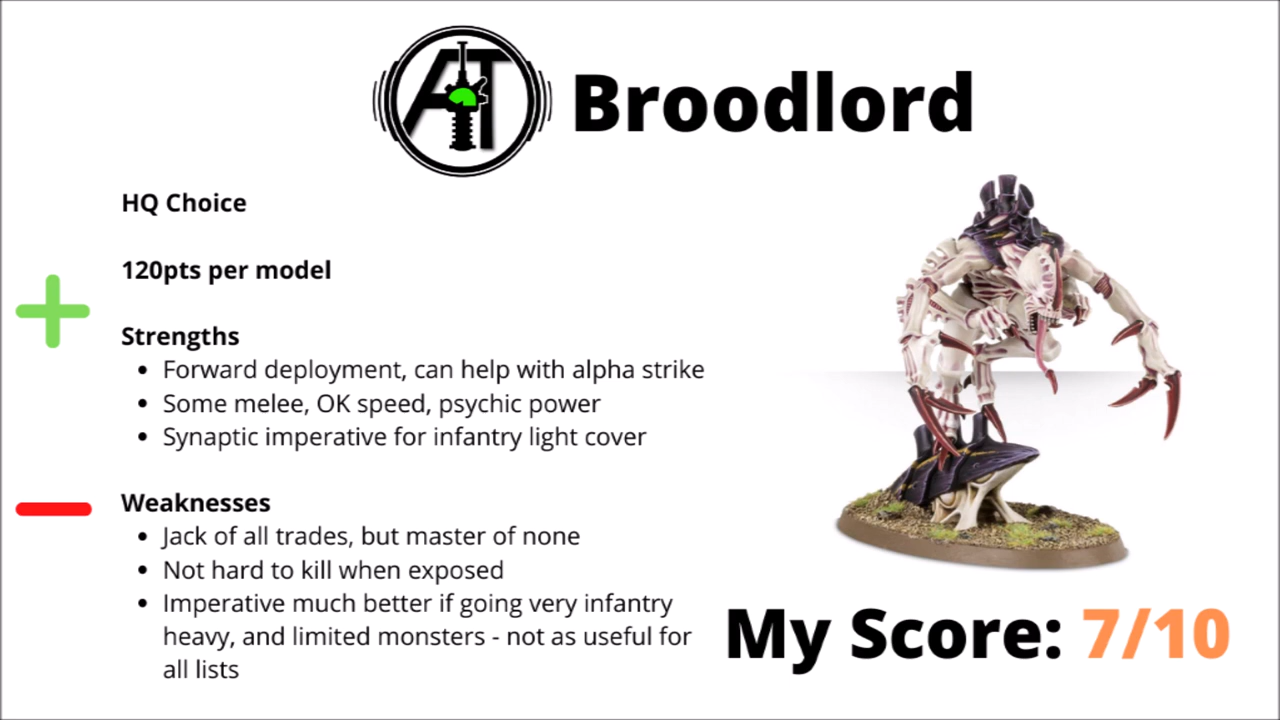 AT
Broodlord
HQ Choice
120pts per model
Strengths
• Forward deployment, can help with alpha strike
• Some melee, OK speed, psychic power
• Synaptic imperative for infantry light cover
Weaknesses
• Jack of all trades, but master of none
• Not hard to kill when exposed
• Imperative much better if going very infantry
heavy, and limited monsters - not as useful for
all lists
My Score: 7/10